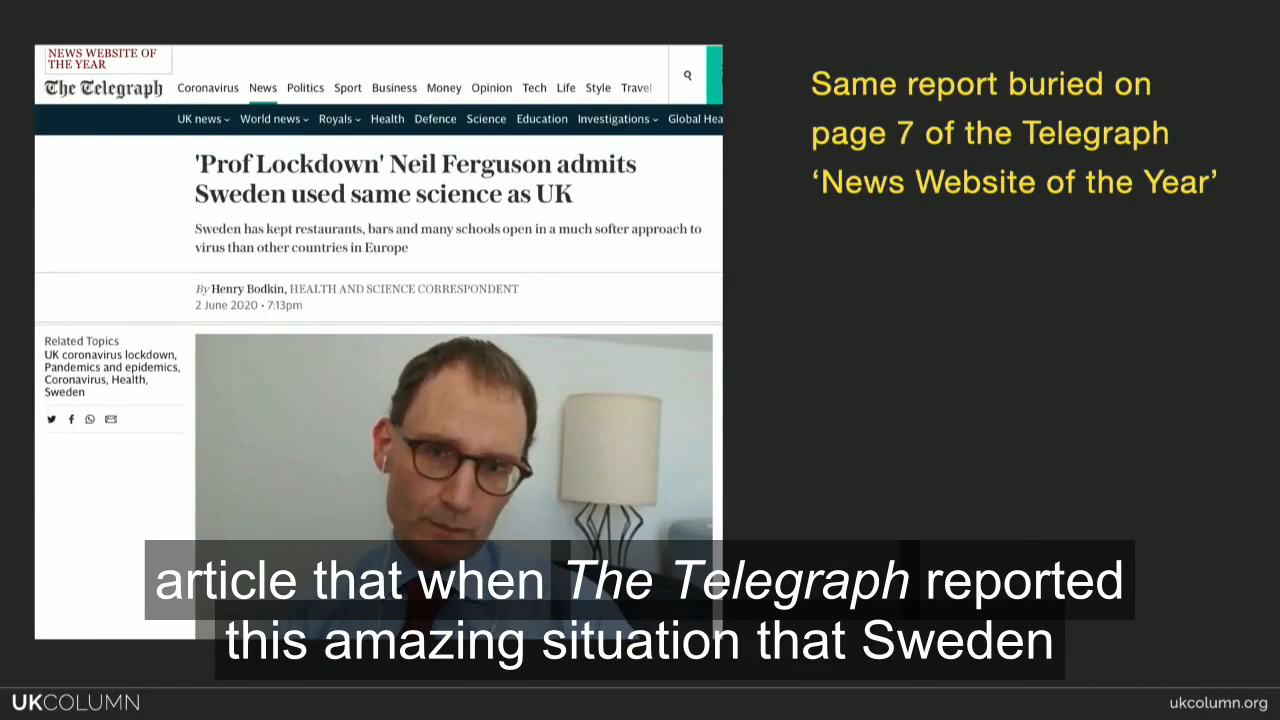 NEWS WEBSITE OF
THE YEAR
The Telegraph
Coronavirus News Politics Sport Business Money Opinion Tech Life Style Travel
UK news World news Royals Health Defence Science Education Investigations Global Hea
'Prof Lockdown' Neil Ferguson admits
Sweden used same science as UK
Sweden has kept restaurants, bars and many schools open in a much softer approach to
virus than other countries in Europe
By Henry Bodkin, HEALTH AND SCIENCE CORRESPONDENT
2 June 2020 • 7:13pm
Related Topics
UK coronavirus lockdown,
Pandemics and epidemics,
Coronavirus, Health,
Sweden
Same report buried on
page 7 of the Telegraph
‘News Website of the Year’
article that when The Telegraph reported
this amazing situation that Sweden
UKCOLUMN
ukcolumn.org